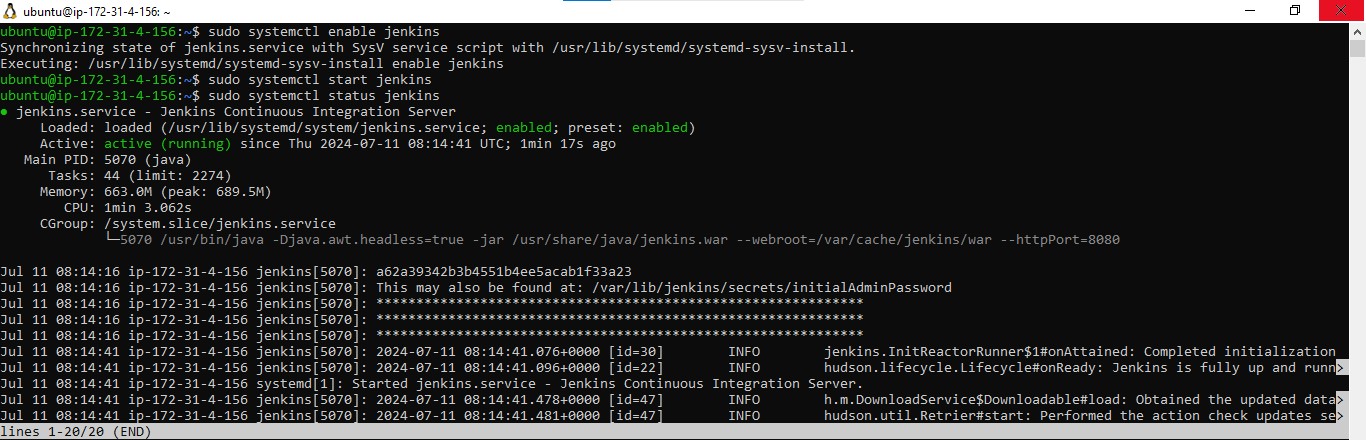 ubuntu@ip-172-31-4-156: ~
ubuntu@ip-172-31-4-156:~$ sudo systemctl enable jenkins
Synchronizing state of jenkins.service with SysV service script with /usr/lib/systemd/systemd-sysv-install.
Executing: /usr/lib/systemd/systemd-sysv-install enable jenkins
ubuntu@ip-172-31-4-156:~$ sudo systemctl start jenkins
ubuntu@ip-172-31-4-156:~$ sudo systemctl status jenkins
● jenkins.service - Jenkins Continuous Integration Server
     Loaded: loaded (/usr/lib/systemd/system/jenkins.service; enabled; preset: enabled)
     Active: active (running) since Thu 2024-07-11 08:14:41 UTC; 1min 17s ago
   Main PID: 5070 (java)
      Tasks: 44 (limit: 2274)
     Memory: 663.0M (peak: 689.5M)
        CPU: 1min 3.062s
     CGroup: /system.slice/jenkins.service
             └─5070 /usr/bin/java -Djava.awt.headless=true -jar /usr/share/java/jenkins.war --webroot=/var/cache/jenkins/war --httpPort=8080
Jul 11 08:14:16 ip-172-31-4-156 jenkins[5070]: a62a39342b3b4551b4ee5acab1f33a23
Jul 11 08:14:16 ip-172-31-4-156 jenkins[5070]: This may also be found at: /var/lib/jenkins/secrets/initialAdminPassword
Jul 11 08:14:16 ip-172-31-4-156 jenkins[5070]: *************************************************************
Jul 11 08:14:16 ip-172-31-4-156 jenkins[5070]: *************************************************************
Jul 11 08:14:16 ip-172-31-4-156 jenkins[5070]: *************************************************************
Jul 11 08:14:41 ip-172-31-4-156 jenkins[5070]: 2024-07-11 08:14:41.076+0000 [id=30]        INFO        jenkins.InitReactorRunner$1#onAttained: Completed initialization
Jul 11 08:14:41 ip-172-31-4-156 jenkins[5070]: 2024-07-11 08:14:41.096+0000 [id=22]        INFO        hudson.lifecycle.Lifecycle#onReady: Jenkins is fully up and runn>
Jul 11 08:14:41 ip-172-31-4-156 systemd[1]: Started jenkins.service - Jenkins Continuous Integration Server.
Jul 11 08:14:41 ip-172-31-4-156 jenkins[5070]: 2024-07-11 08:14:41.478+0000 [id=47]        INFO        h.m.DownloadService$Downloadable#load: Obtained the updated data>
Jul 11 08:14:41 ip-172-31-4-156 jenkins[5070]: 2024-07-11 08:14:41.481+0000 [id=47]        INFO        hudson.util.Retrier#start: Performed the action check updates se>
lines 1-20/20 (END)